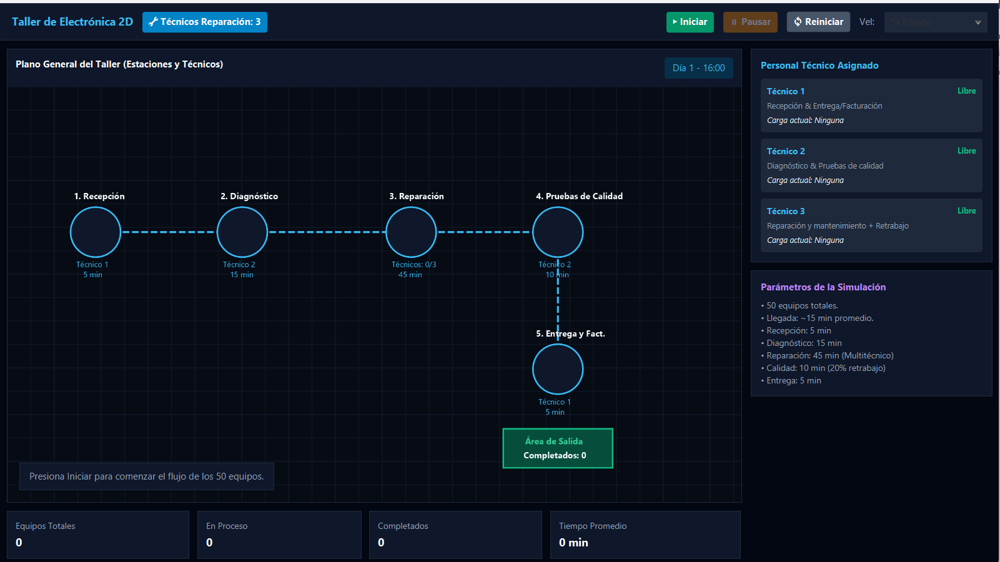 Taller de Electrónica 2D
Técnicos Reparación: 3
Iniciar
Pausar
Reiniciar
Vel:
5x Rápido
Plano General del Taller (Estaciones y Técnicos)
Día 1 - 16:00
1. Recepción
Técnico 1
5 min
2. Diagnóstico
Técnico 2
15 min
3. Reparación
Técnicos: 0/3
45 min
4. Pruebas de Calidad
Técnico 2
10 min
5. Entrega y Fact.
Técnico 1
5 min
Área de Salida
Completados: 0
Presiona Iniciar para comenzar el flujo de los 50 equipos.
Equipos Totales
0
En Proceso
0
Completados
0
Tiempo Promedio
0 min
Personal Técnico Asignado
Técnico 1 Libre
Recepción & Entrega/Facturación
Carga actual: Ninguna
Técnico 2 Libre
Diagnóstico & Pruebas de calidad
Carga actual: Ninguna
Técnico 3 Libre
Reparación y mantenimiento + Retrabajo
Carga actual: Ninguna
Parámetros de la Simulación
• 50 equipos totales.
• Llegada: ~15 min promedio.
• Recepción: 5 min
• Diagnóstico: 15 min
• Reparación: 45 min (Multitécnico)
• Calidad: 10 min (20% retrabajo)
• Entrega: 5 min